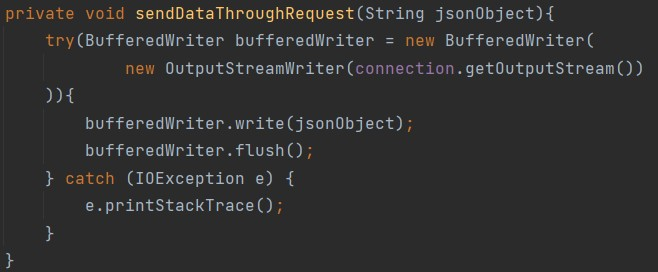 private void sendDataThroughRequest(String jsonObject){
    try(BufferedWriter bufferedWriter = new BufferedWriter(
            new OutputStreamWriter(connection.getOutputStream())
    )){
        bufferedWriter.write(jsonObject);
        bufferedWriter.flush();
    } catch (IOException e) {
        e.printStackTrace();
    }
}